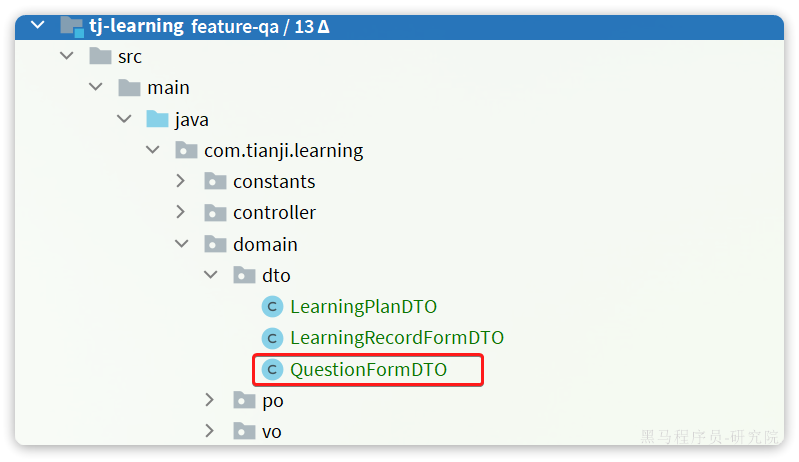 tj-learning feature-qa / 13 Δ
src
main
java
com.tianji.learning
constants
controller
domain
dto
C LearningPlanDTO
C LearningRecordFormDTO
C QuestionFormDTO
po
vo
黑马程序员-研究院